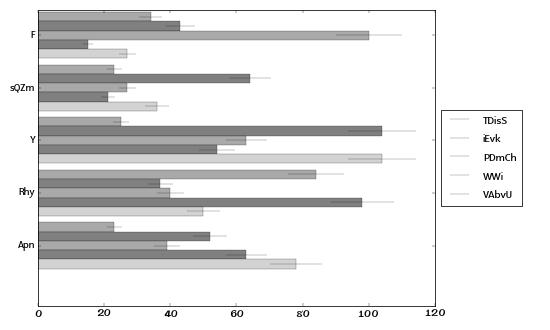 F
sQZm
Y
Rhy
Apn
0 20 40 60 80 100 120
TDisS
iEvk
PDmCh
WWi
VAbvU